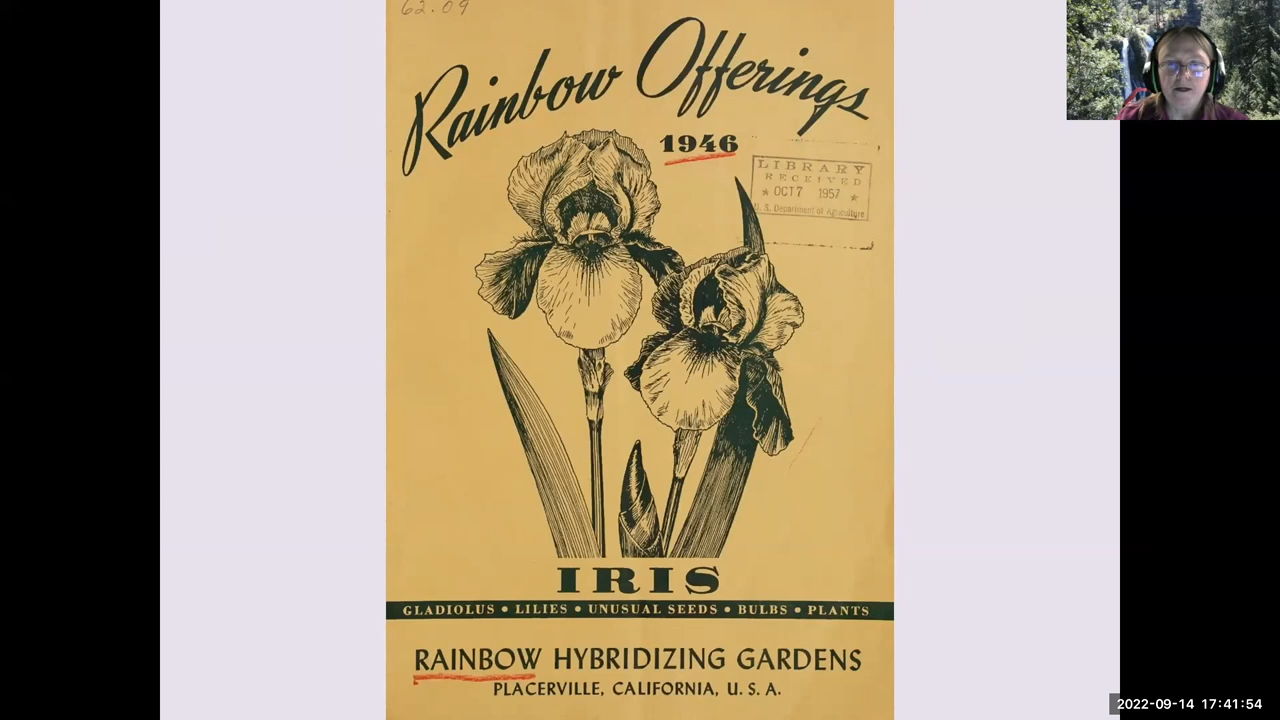 62.09
Rainbow Offerings
1946
LIBRARY
RECEIVED
★ OCT 7 1957 ★
U. S. Department of Agriculture
IRIS
GLADIOLUS • LILIES • UNUSUAL SEEDS • BULBS • PLANTS
RAINBOW HYBRIDIZING GARDENS
PLACERVILLE, CALIFORNIA, U. S. A.
2022-09-14 17:41:54